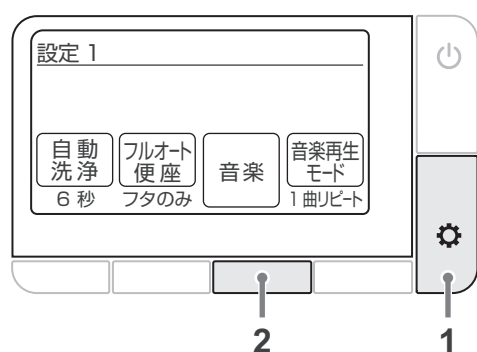 設定 1
自動
洗浄
6 秒
フルオート
便座
フタのみ
音楽
音楽再生
モード
1 曲リピート
2
1